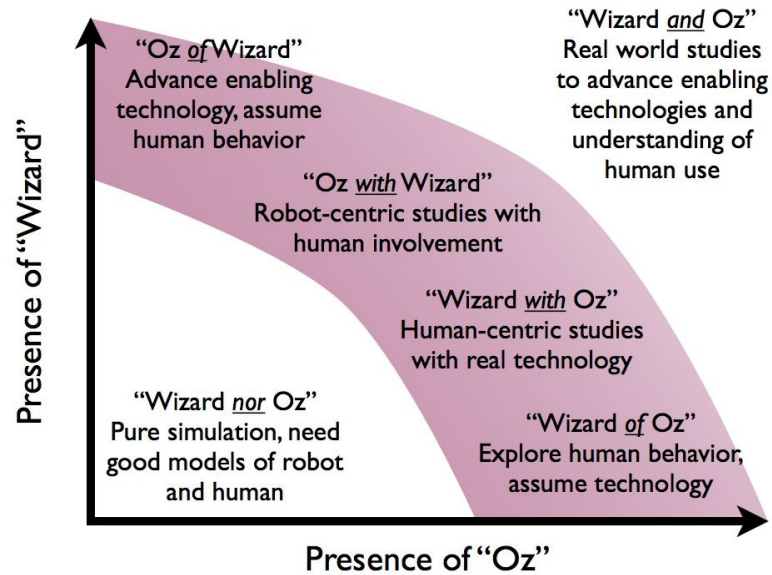 “Oz of Wizard”
Advance enabling
technology, assume
human behavior
“Wizard and Oz”
Real world studies
to advance enabling
technologies and
understanding of
human use
“Oz with Wizard”
Robot-centric studies with
human involvement
“Wizard with Oz”
Human-centric studies
with real technology
“Wizard nor Oz”
Pure simulation, need
good models of robot
and human
“Wizard of Oz”
Explore human behavior,
assume technology
Presence of “Wizard”
Presence of “Oz”